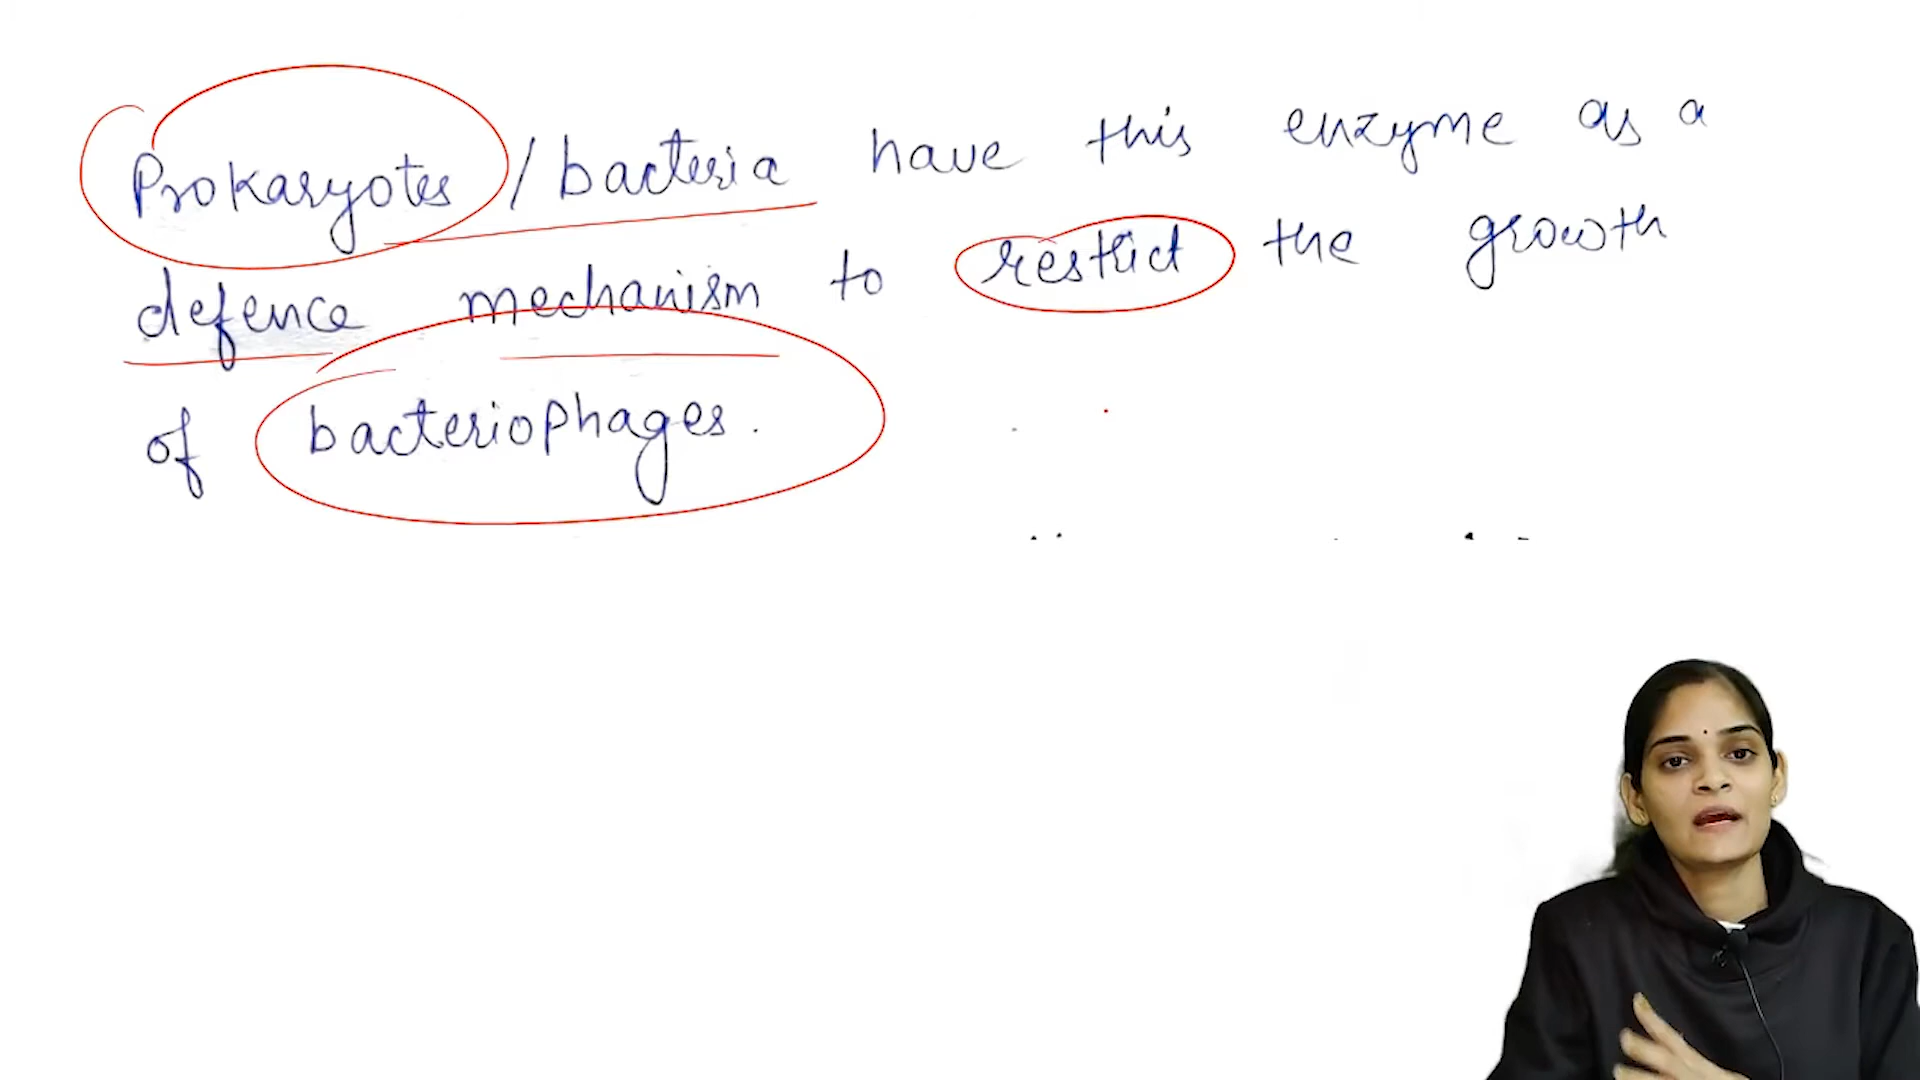 Prokaryotes / bacteria have this enzyme as a
defence mechanism to restrict the growth
of bacteriophages.